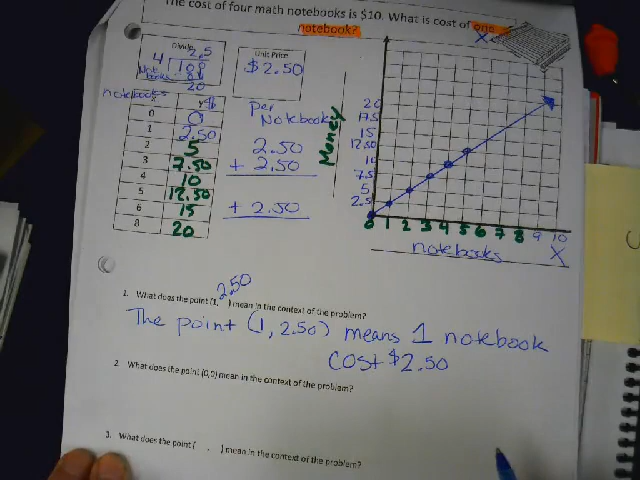 The cost of four math notebooks is $10. What is cost of one
notebook?
Divide
2.5
4 100
20
Unit Price
$2.50
per
Notebook
2.50
+ 2.50
+ 2.50
notebooks
x y $
0 0
1 2.50
2 5
3 7.50
4 10
5 12.50
6 15
8 20
Money
20
17.5
15
12.50
10
7.5
5
2.5
0 1 2 3 4 5 6 7 8 9 10
notebooks X
1. What does the point (1, 2.50) mean in the context of the problem?
The point (1, 2.50) means 1 notebook
cost $2.50
2. What does the point (0,0) mean in the context of the problem?
3. What does the point ( , ) mean in the context of the problem?